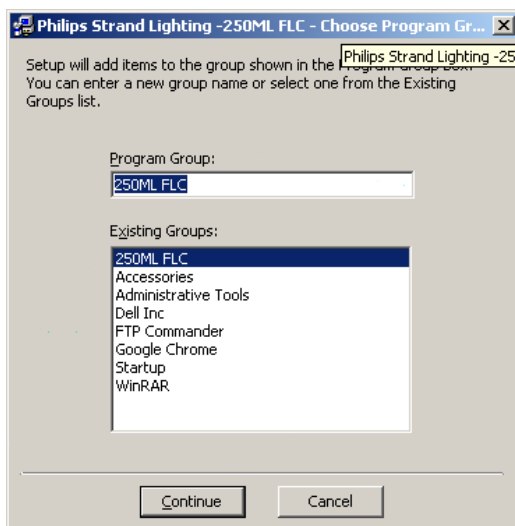 Philips Strand Lighting -250ML FLC - Choose Program Gr...
Philips Strand Lighting -25
Setup will add items to the group shown in the Program Group box.
You can enter a new group name or select one from the Existing
Groups list.
Program Group:
250ML FLC
Existing Groups:
250ML FLC
Accessories
Administrative Tools
Dell Inc
FTP Commander
Google Chrome
Startup
WinRAR
Continue
Cancel